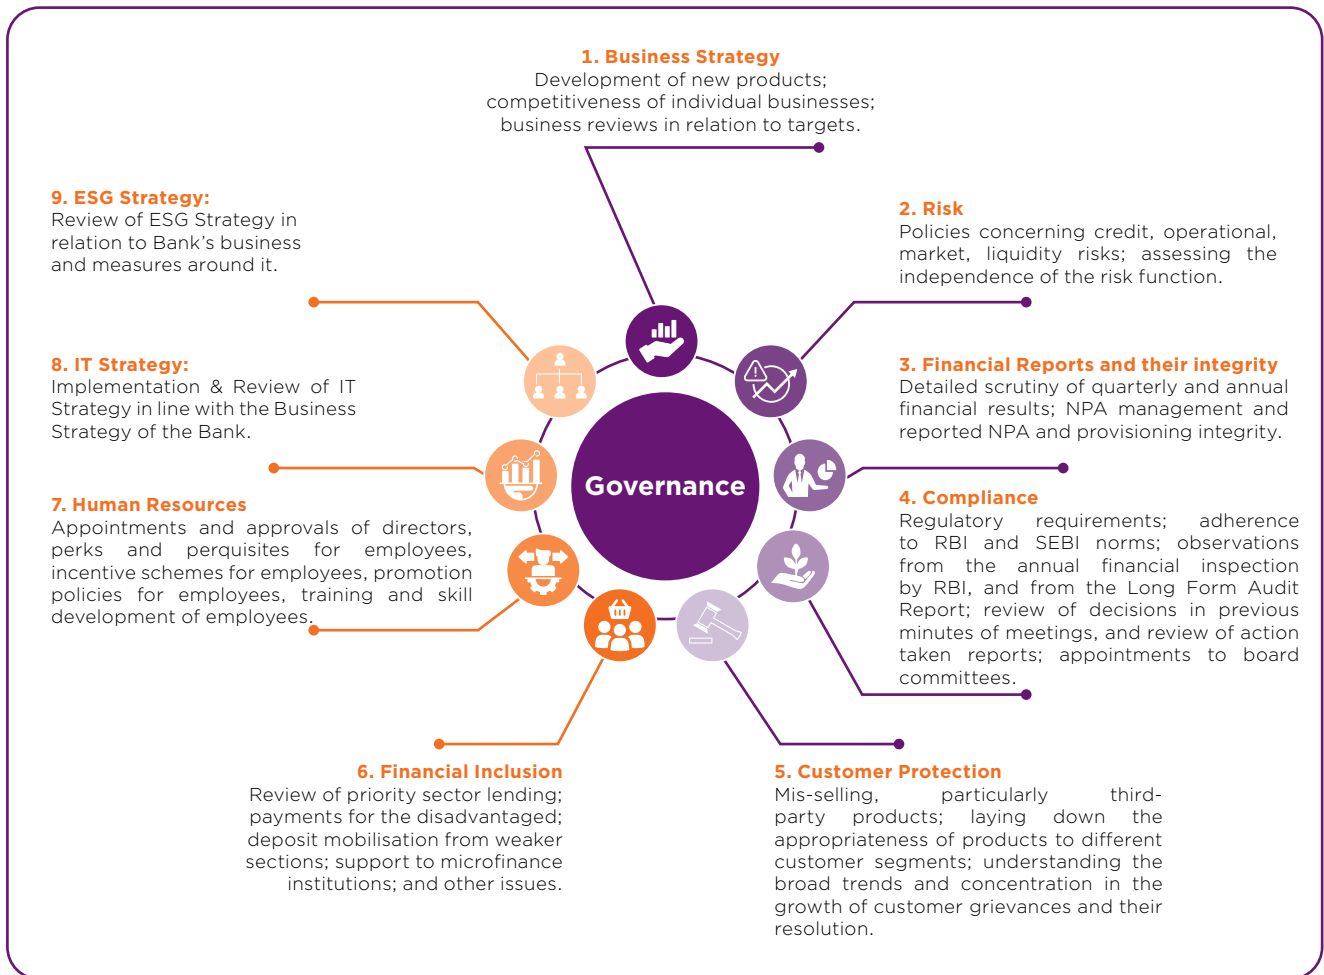 1. Business Strategy
Development of new products;
competitiveness of individual businesses;
business reviews in relation to targets.
2. Risk
Policies concerning credit, operational,
market, liquidity risks; assessing the
independence of the risk function.
3. Financial Reports and their integrity
Detailed scrutiny of quarterly and annual
financial results; NPA management and
reported NPA and provisioning integrity.
4. Compliance
Regulatory requirements; adherence
to RBI and SEBI norms; observations
from the annual financial inspection
by RBI, and from the Long Form Audit
Report; review of decisions in previous
minutes of meetings, and review of action
taken reports; appointments to board
committees.
5. Customer Protection
Mis-selling, particularly third-
party products; laying down the
appropriateness of products to different
customer segments; understanding the
broad trends and concentration in the
growth of customer grievances and their
resolution.
6. Financial Inclusion
Review of priority sector lending;
payments for the disadvantaged;
deposit mobilisation from weaker
sections; support to microfinance
institutions; and other issues.
7. Human Resources
Appointments and approvals of directors,
perks and perquisites for employees,
incentive schemes for employees, promotion
policies for employees, training and skill
development of employees.
8. IT Strategy:
Implementation & Review of IT
Strategy in line with the Business
Strategy of the Bank.
9. ESG Strategy:
Review of ESG Strategy in
relation to Bank's business
and measures around it.
Governance